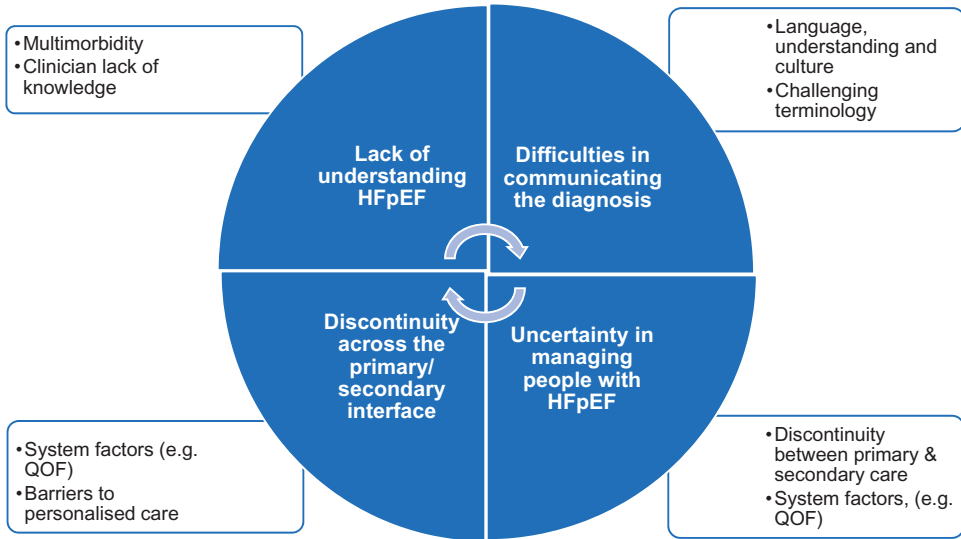 •Multimorbidity
•Clinician lack of
knowledge
•Language,
understanding and
culture
•Challenging
terminology
Lack of
understanding
HFpEF
Difficulties in
communicating
the diagnosis
Discontinuity
across the
primary/
secondary
interface
Uncertainty in
managing
people with
HFpEF
•System factors (e.g.
QOF)
•Barriers to
personalised care
•Discontinuity
between primary &
secondary care
•System factors, (e.g.
QOF)